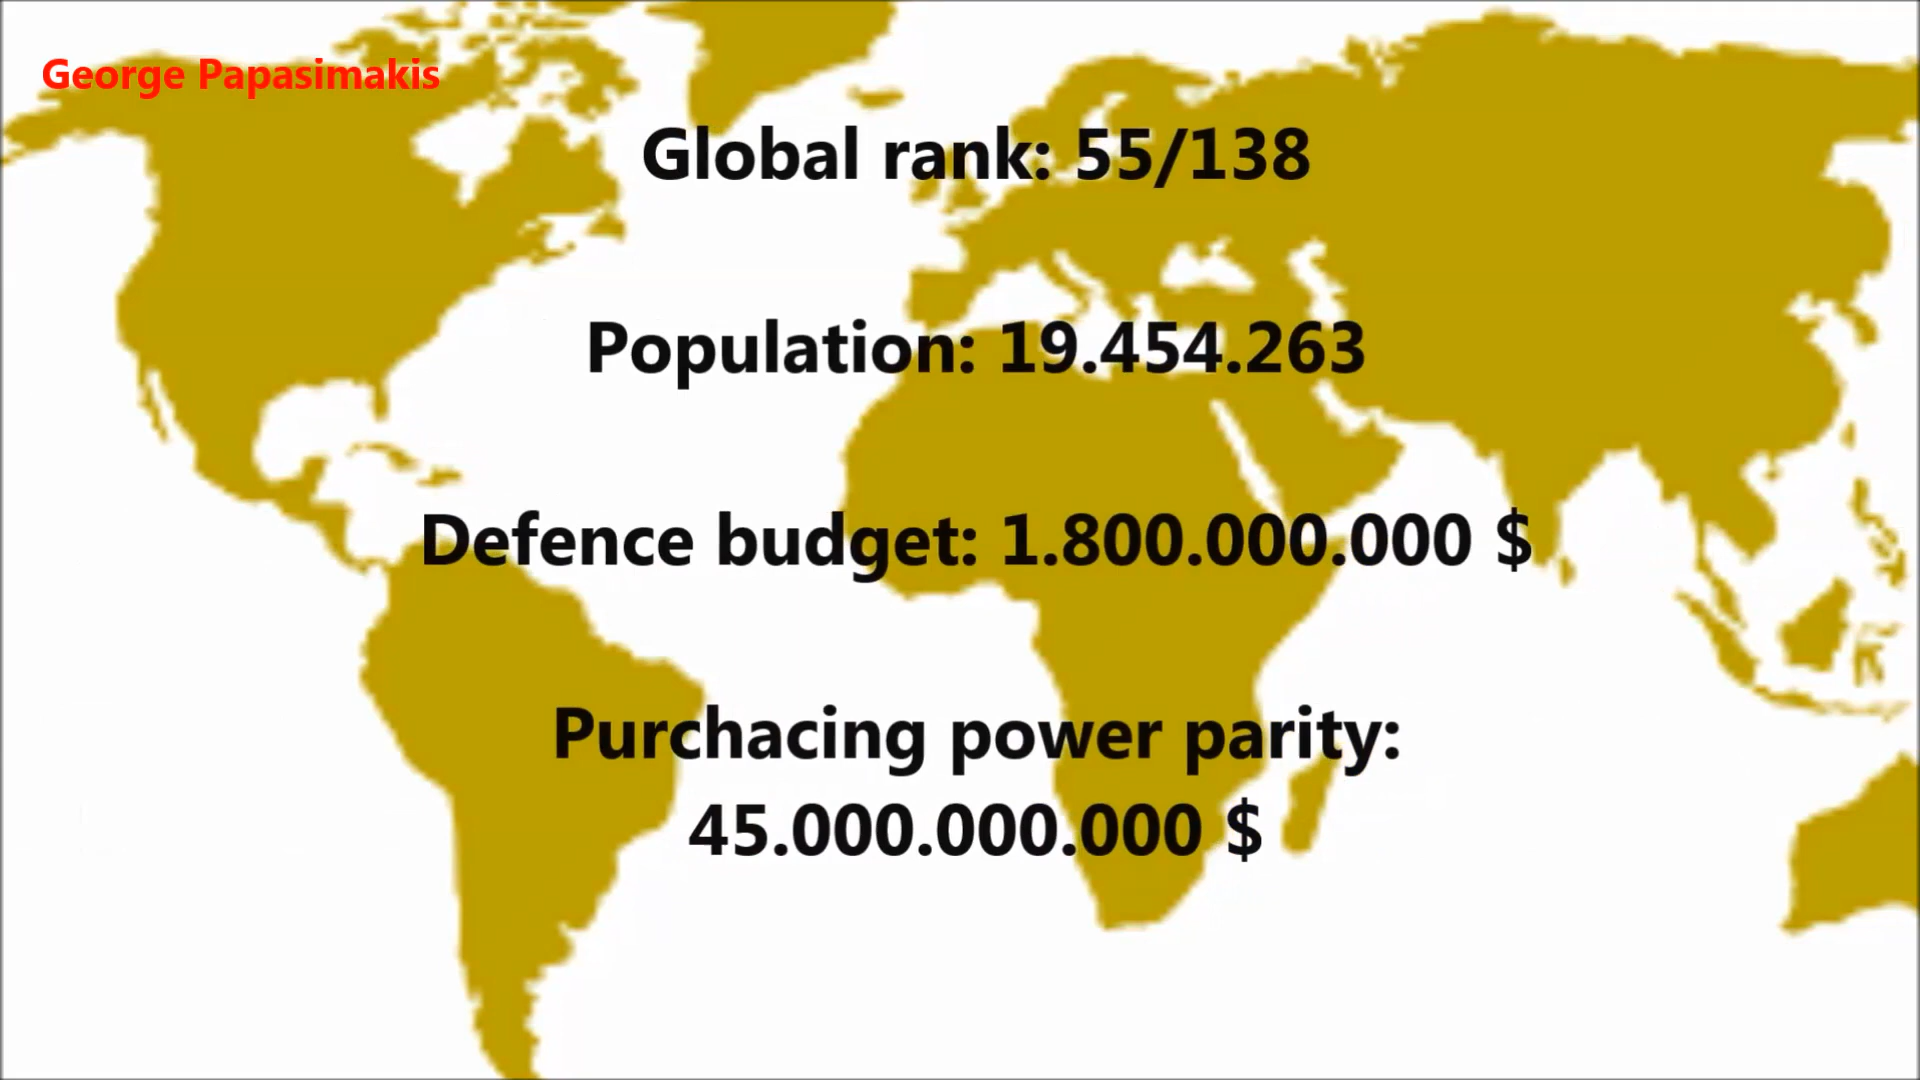 George Papasimakis
Global rank: 55/138
Population: 19.454.263
Defence budget: 1.800.000.000 $
Purchacing power parity:
45.000.000.000 $